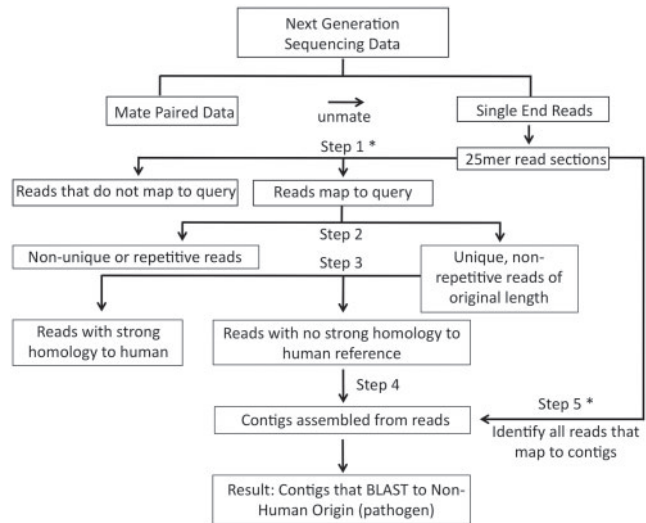 Next Generation
Sequencing Data
Mate Paired Data
unmate
Single End Reads
Step 1 *
25mer read sections
Reads that do not map to query
Reads map to query
Step 2
Non-unique or repetitive reads
Unique, non-
repetitive reads of
original length
Step 3
Reads with strong
homology to human
Reads with no strong homology to
human reference
Step 4
Step 5 *
Contigs assembled from reads
Identify all reads that
map to contigs
Result: Contigs that BLAST to Non-
Human Origin (pathogen)